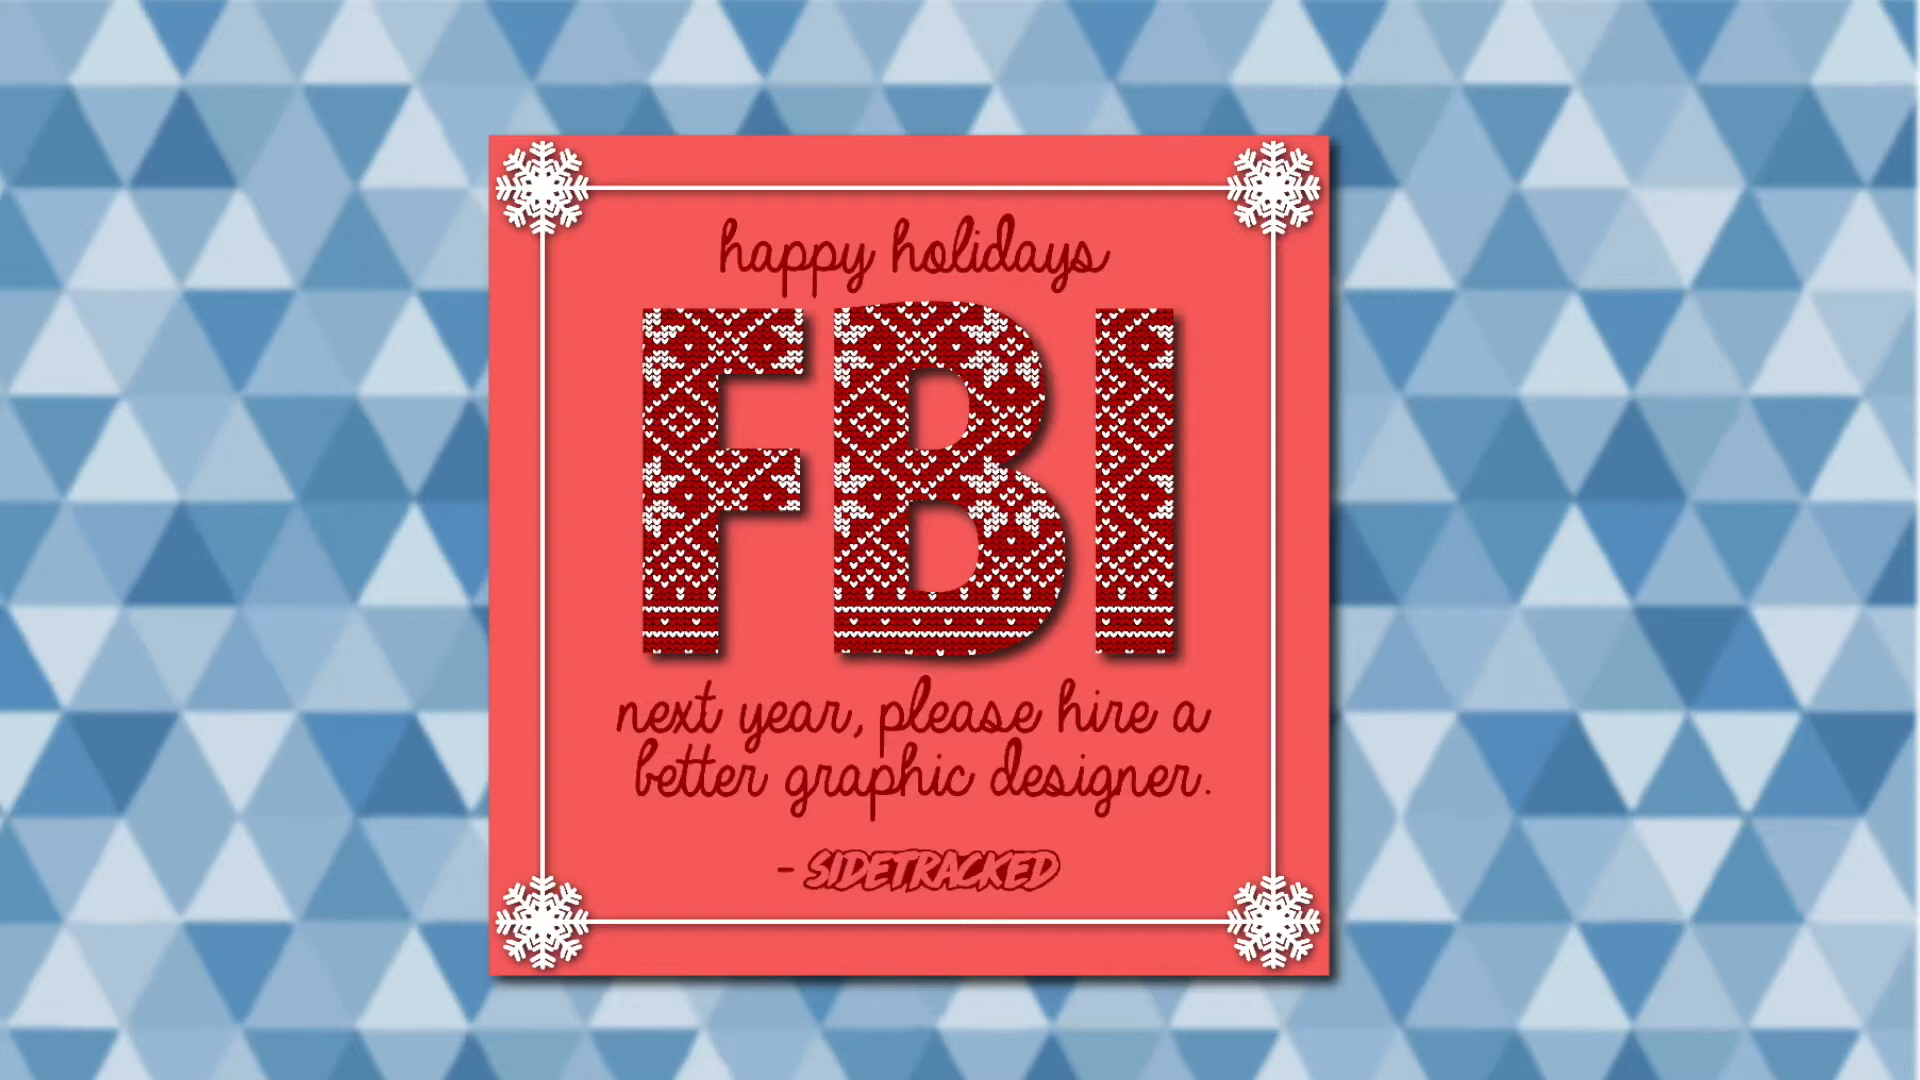 happy holidays
FBI
next year, please hire a
better graphic designer.
- SIDETRACKED